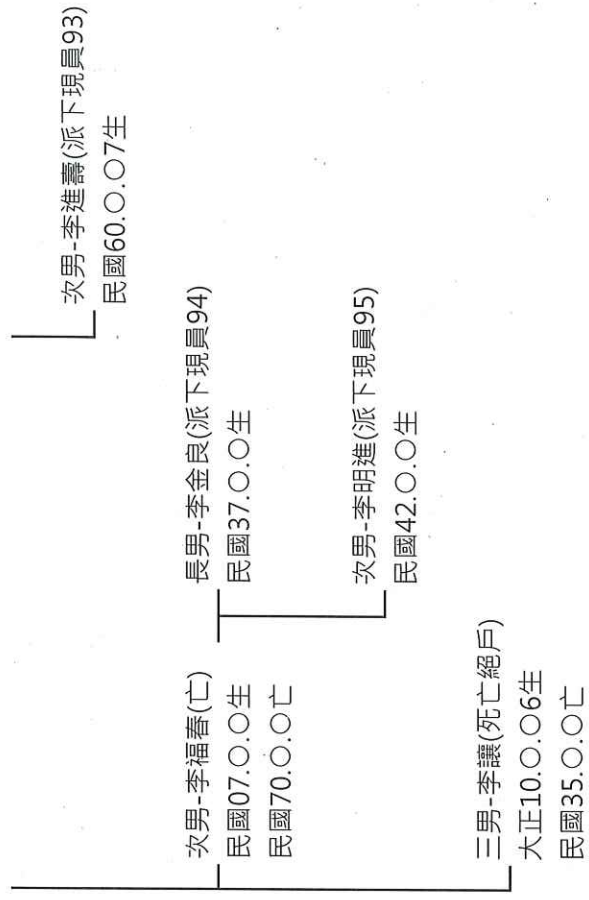 次男-李進壽(派下現員93)
民國60.○.○7生
長男-李金良(派下現員94)
民國37.○.○生
次男-李明進(派下現員95)
民國42.○.○生
次男-李福春(亡)
民國07.○.○生
民國70.○.○亡
三男-李讓(死亡絕戶)
大正10.○.○6生
民國35.○.○亡